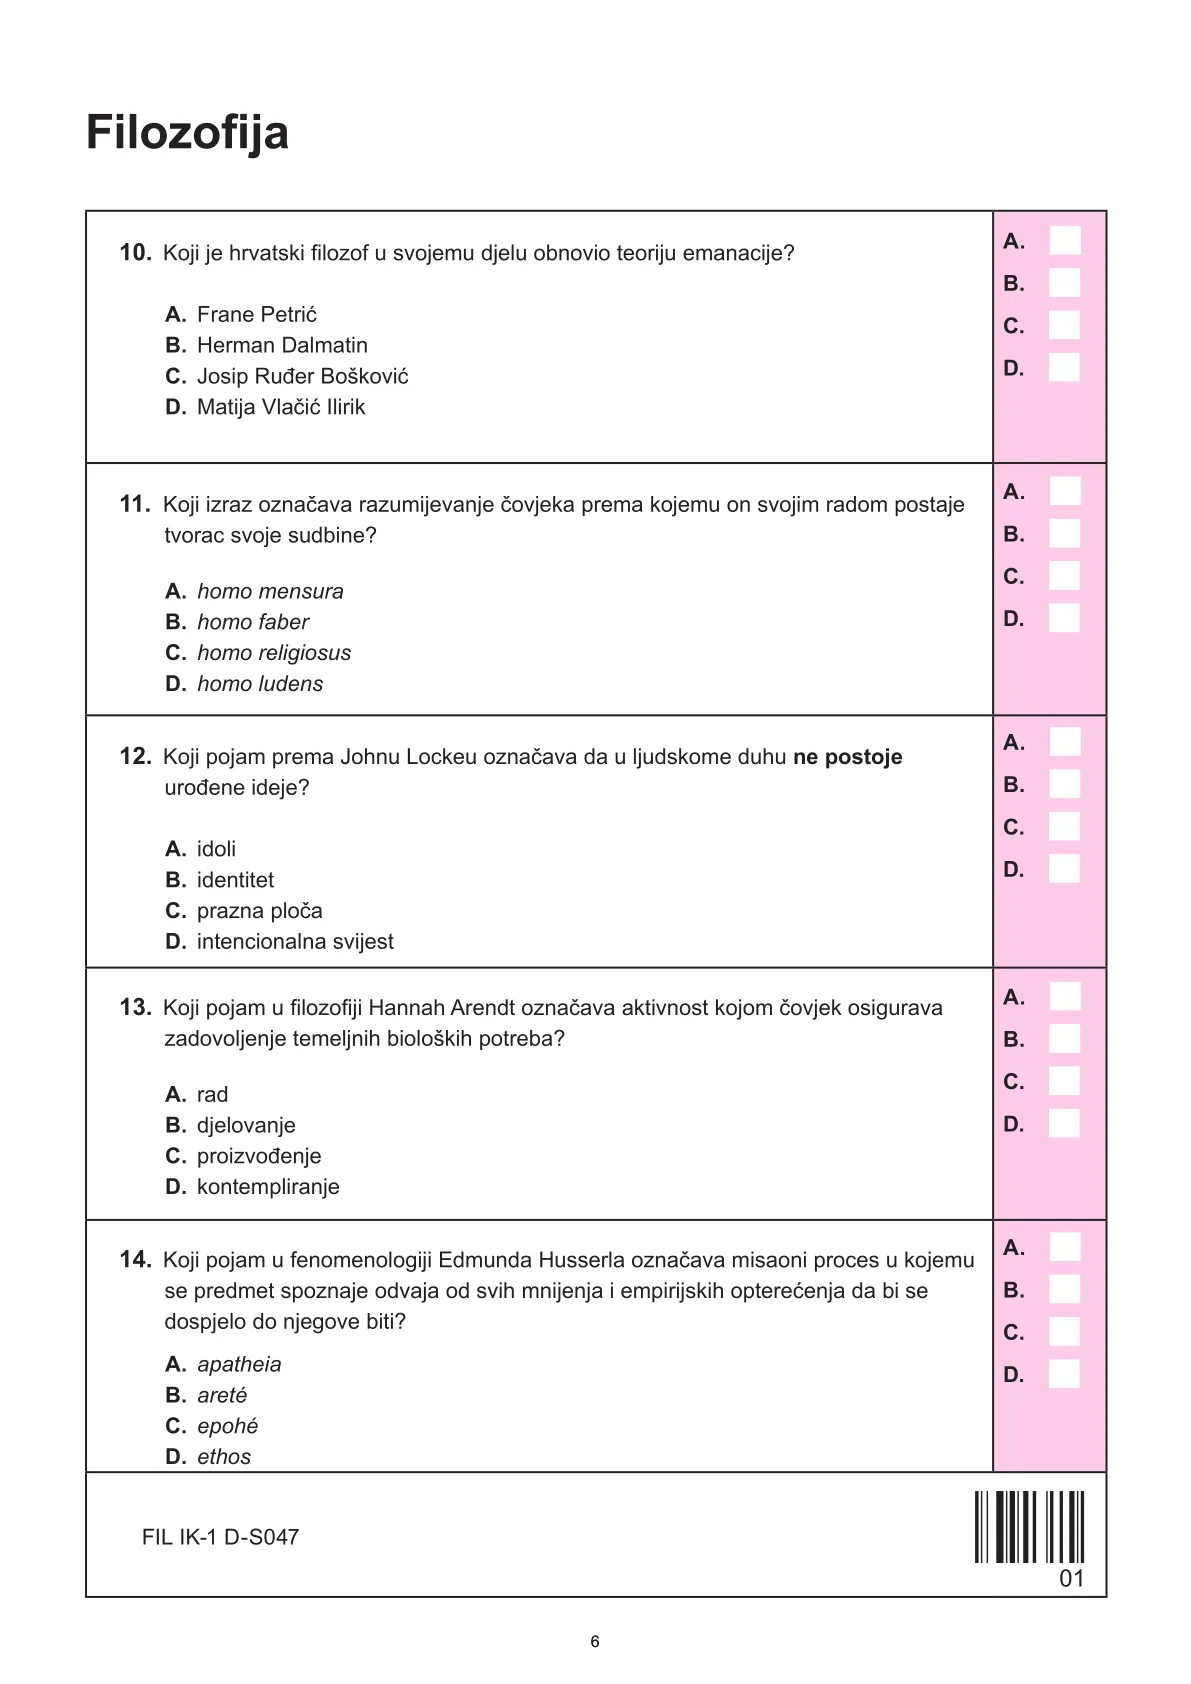 Filozofija
10. Koji je hrvatski filozof u svojemu djelu obnovio teoriju emanacije?
A. Frane Petrić
B. Herman Dalmatin
C. Josip Ruđer Bošković
D. Matija Vlačić Ilirik
A.
B.
C.
D.
11. Koji izraz označava razumijevanje čovjeka prema kojemu on svojim radom postaje
tvorac svoje sudbine?
A. homo mensura
B. homo faber
C. homo religiosus
D. homo ludens
A.
B.
C.
D.
12. Koji pojam prema Johnu Lockeu označava da u ljudskome duhu ne postoje
urođene ideje?
A. idoli
B. identitet
C. prazna ploča
D. intencionalna svijest
A.
B.
C.
D.
13. Koji pojam u filozofiji Hannah Arendt označava aktivnost kojom čovjek osigurava
zadovoljenje temeljnih bioloških potreba?
A. rad
B. djelovanje
C. proizvođenje
D. kontempliranje
A.
B.
C.
D.
14. Koji pojam u fenomenologiji Edmunda Husserla označava misaoni proces u kojemu
se predmet spoznaje odvaja od svih mnijenja i empirijskih opterećenja da bi se
dospjelo do njegove biti?
A. apatheia
B. areté
C. epohé
D. ethos
A.
B.
C.
D.
FIL IK-1 D-S047
01
6